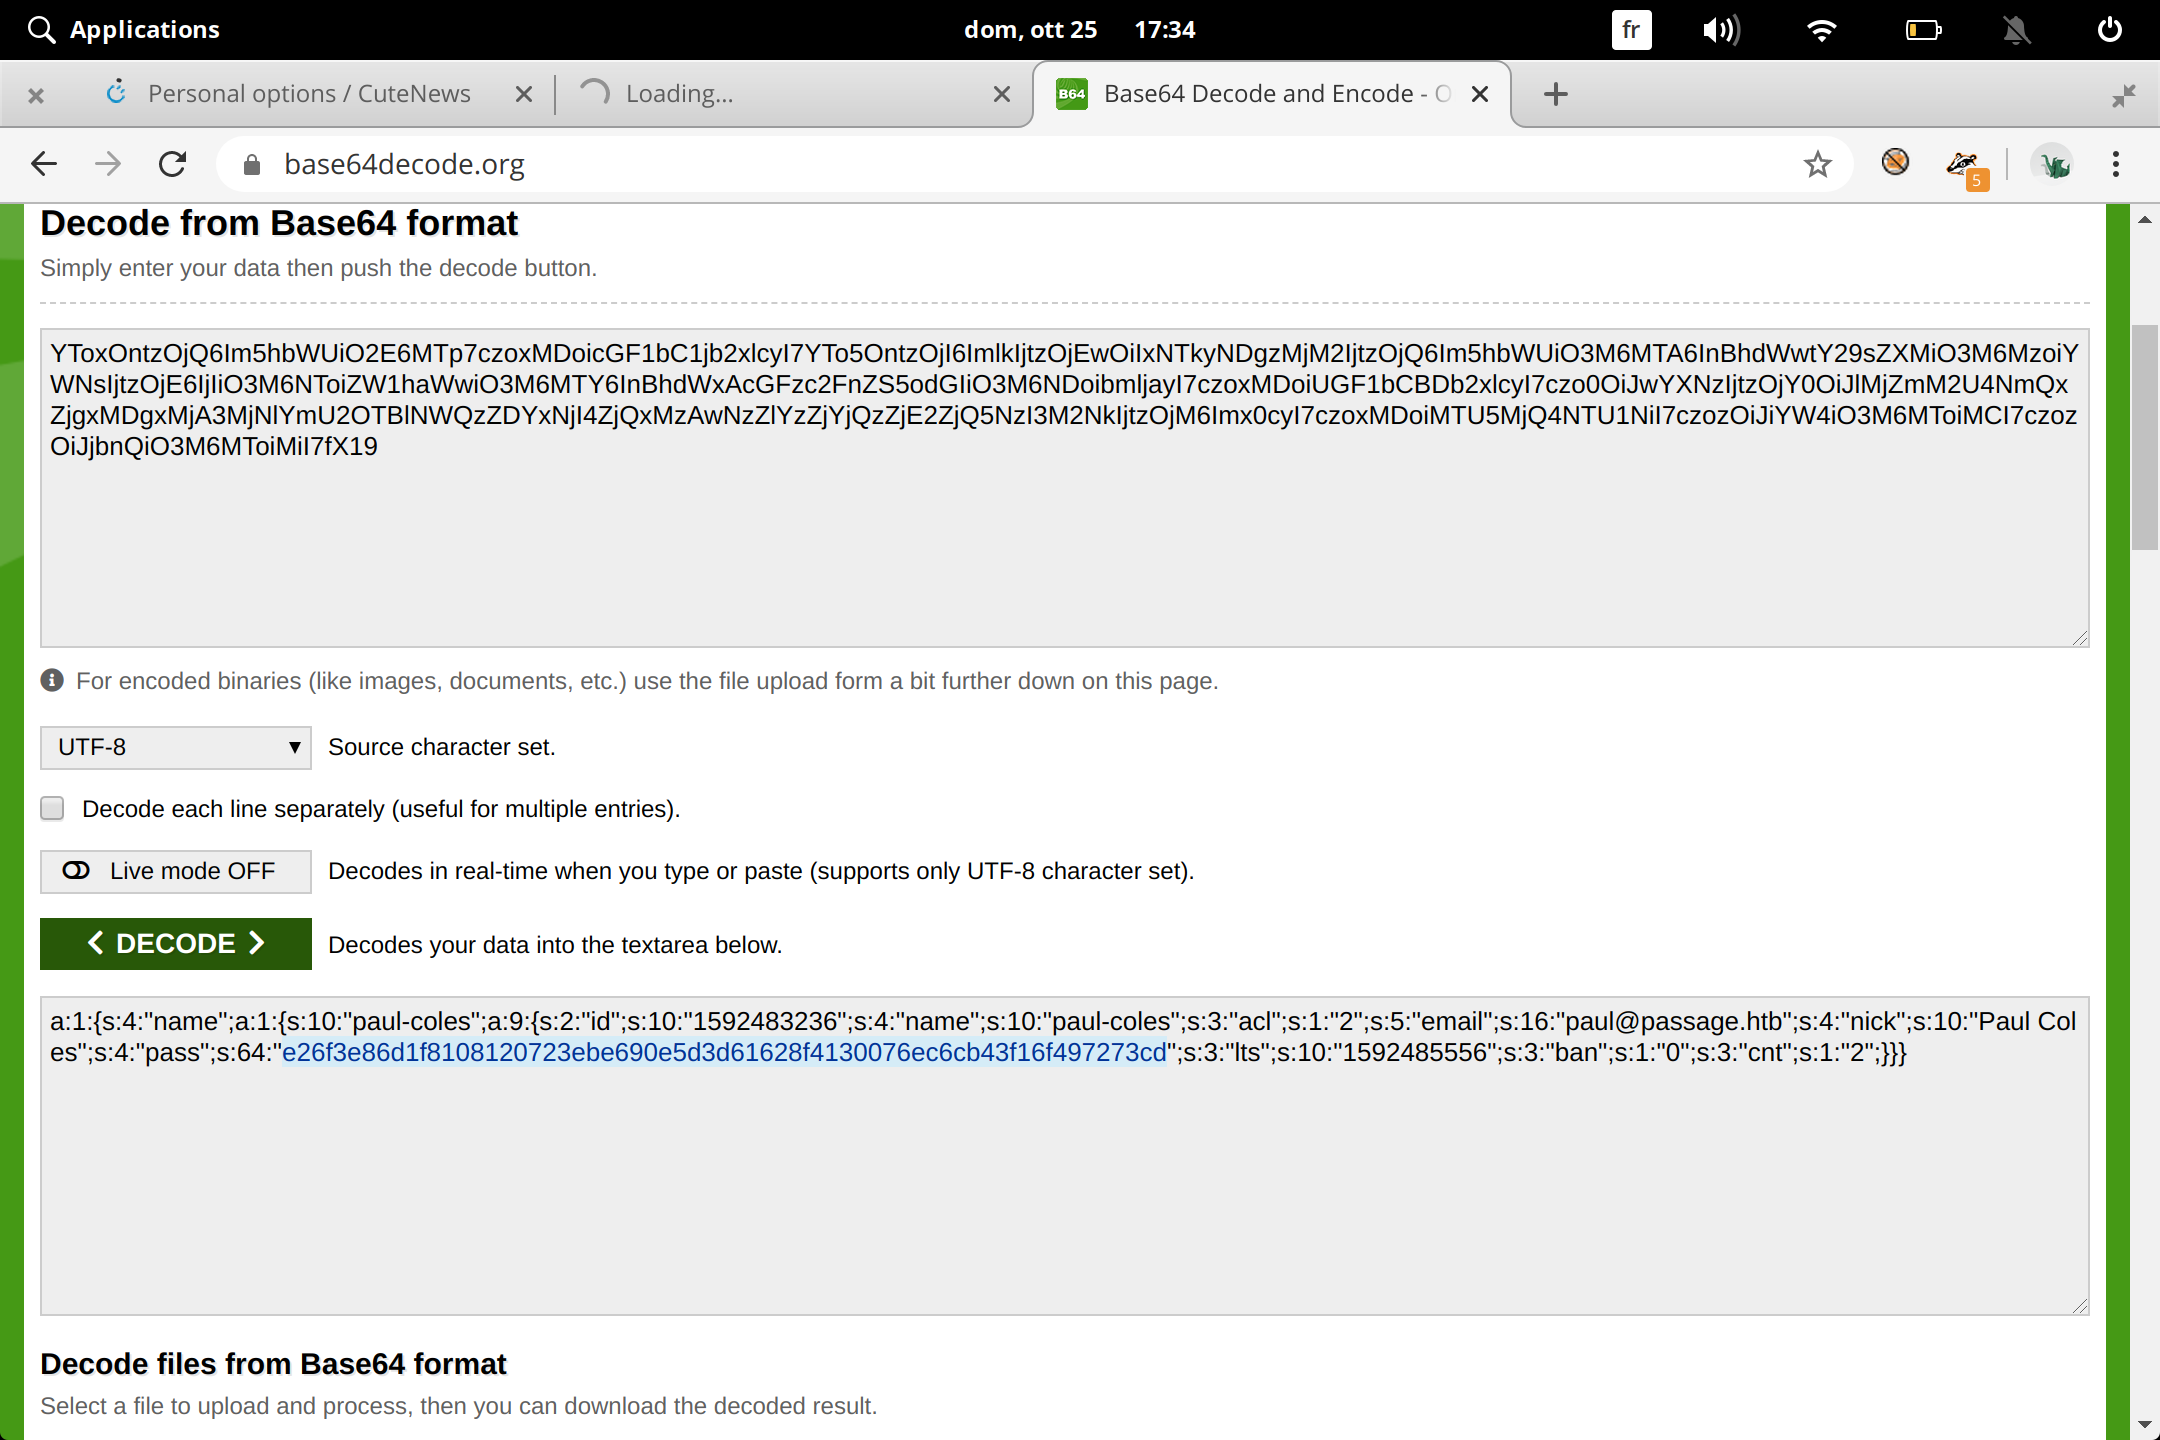 Applications
dom, ott 25 17:34
fr
Personal options / CuteNews
Loading...
B64 Base64 Decode and Encode - O
base64decode.org
5
Decode from Base64 format
Simply enter your data then push the decode button.
YToxOntzOjQ6Im5hbWUiO2E6MTp7czoxMDoicGF1bC1jb2xlcyI7YTo5OntzOjI6ImlkIjtzOjEwOiIxNTkyNDgzMjM2IjtzOjQ6Im5hbWUiO3M6MTA6InBhdWwtY29sZXMiO3M6MzoiY
WNsIjtzOjE6IjIiO3M6NToiZW1haWwiO3M6MTY6InBhdWxAcGFzc2FnZS5odGIiO3M6NDoibmljayI7czoxMDoiUGF1bCBDb2xlcyI7czo0OiJwYXNzIjtzOjY0OiJlMjZmM2U4NmQx
ZjgxMDgxMjA3MjNlYmU2OTBlNWQzZDYxNjI4ZjQxMzAwNzZlYzZjYjQzZjE2ZjQ5NzI3M2NkIjtzOjM6Imx0cyI7czoxMDoiMTU5MjQ4NTU1NiI7czozOiJiYW4iO3M6MToiMCI7czoz
OiJjbnQiO3M6MToiMiI7fX19
For encoded binaries (like images, documents, etc.) use the file upload form a bit further down on this page.
UTF-8 Source character set.
Decode each line separately (useful for multiple entries).
Live mode OFF Decodes in real-time when you type or paste (supports only UTF-8 character set).
< DECODE > Decodes your data into the textarea below.
a:1:{s:4:"name";a:1:{s:10:"paul-coles";a:9:{s:2:"id";s:10:"1592483236";s:4:"name";s:10:"paul-coles";s:3:"acl";s:1:"2";s:5:"email";s:16:"paul@passage.htb";s:4:"nick";s:10:"Paul Col
es";s:4:"pass";s:64:"e26f3e86d1f8108120723ebe690e5d3d61628f4130076ec6cb43f16f497273cd";s:3:"lts";s:10:"1592485556";s:3:"ban";s:1:"0";s:3:"cnt";s:1:"2";}}}
Decode files from Base64 format
Select a file to upload and process, then you can download the decoded result.